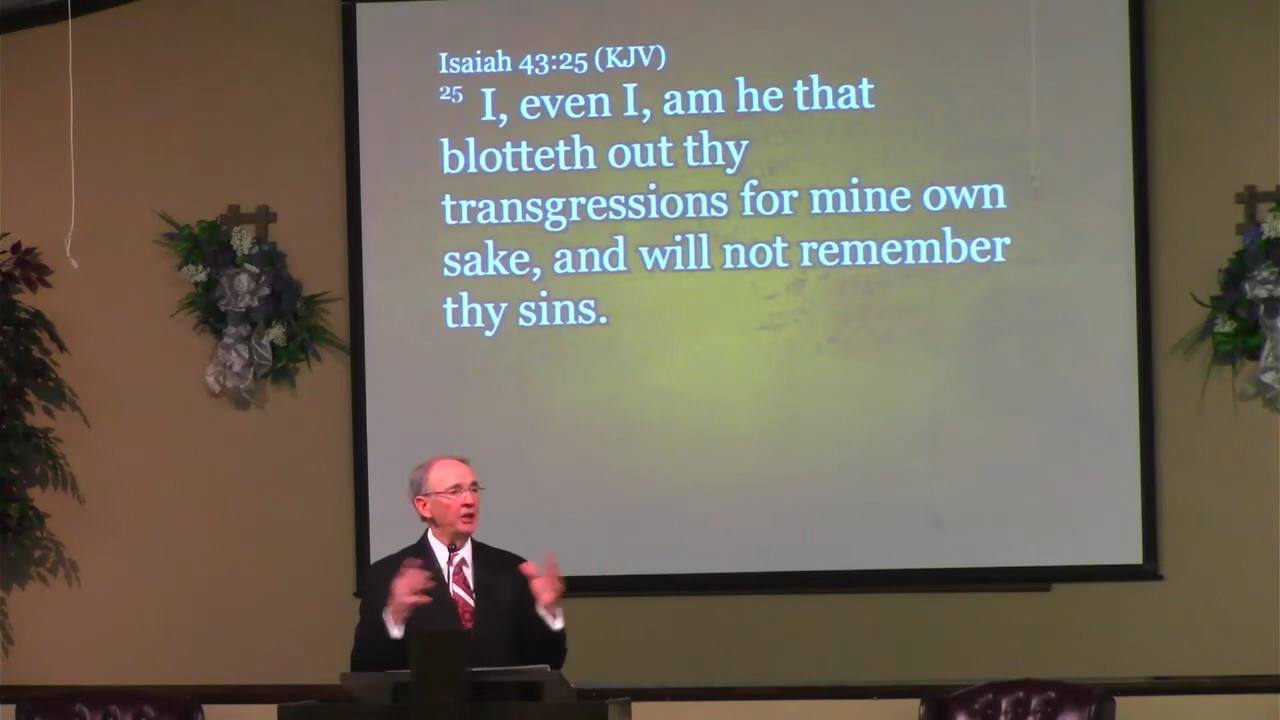 Isaiah 43:25 (KJV)
25 I, even I, am he that
blotteth out thy
transgressions for mine own
sake, and will not remember
thy sins.